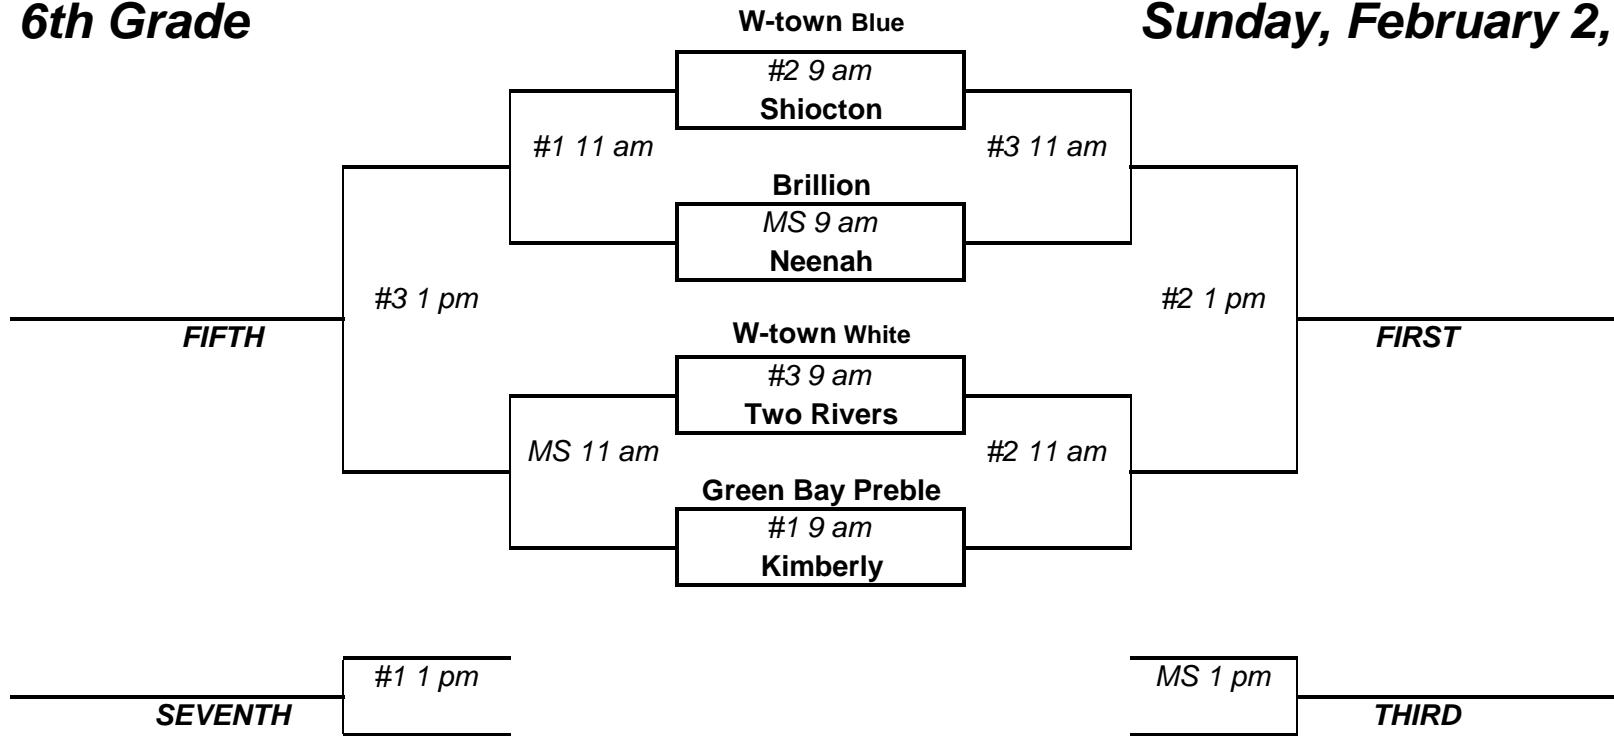 6th Grade
Sunday, February 2,
W-town Blue
#2 9 am
Shiocton
#1 11 am
#3 11 am
Brillion
MS 9 am
Neenah
#3 1 pm
#2 1 pm
FIFTH
FIRST
W-town White
#3 9 am
Two Rivers
MS 11 am
#2 11 am
Green Bay Preble
#1 9 am
Kimberly
#1 1 pm
MS 1 pm
SEVENTH
THIRD